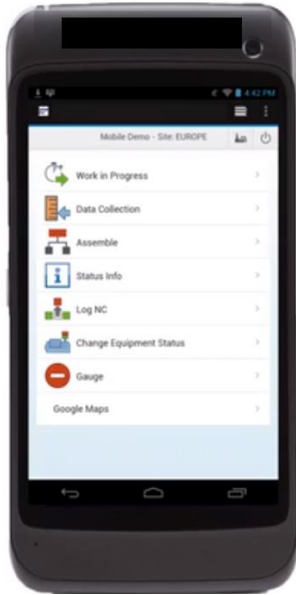 4:42 PM
Mobile Demo - Site: EUROPE
Work in Progress
Data Collection
Assemble
Status Info
Log NC
Change Equipment Status
Gauge
Google Maps